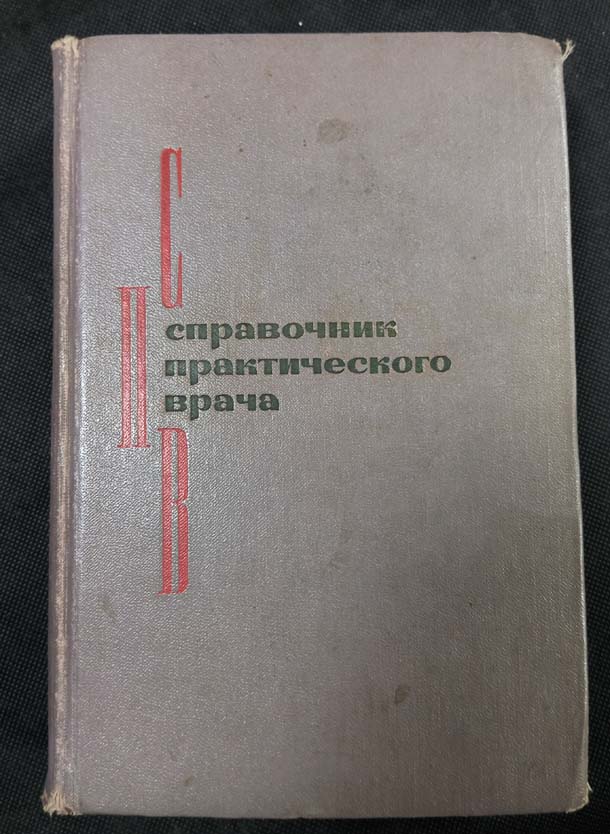 С
П
справочник
практического
врача
В